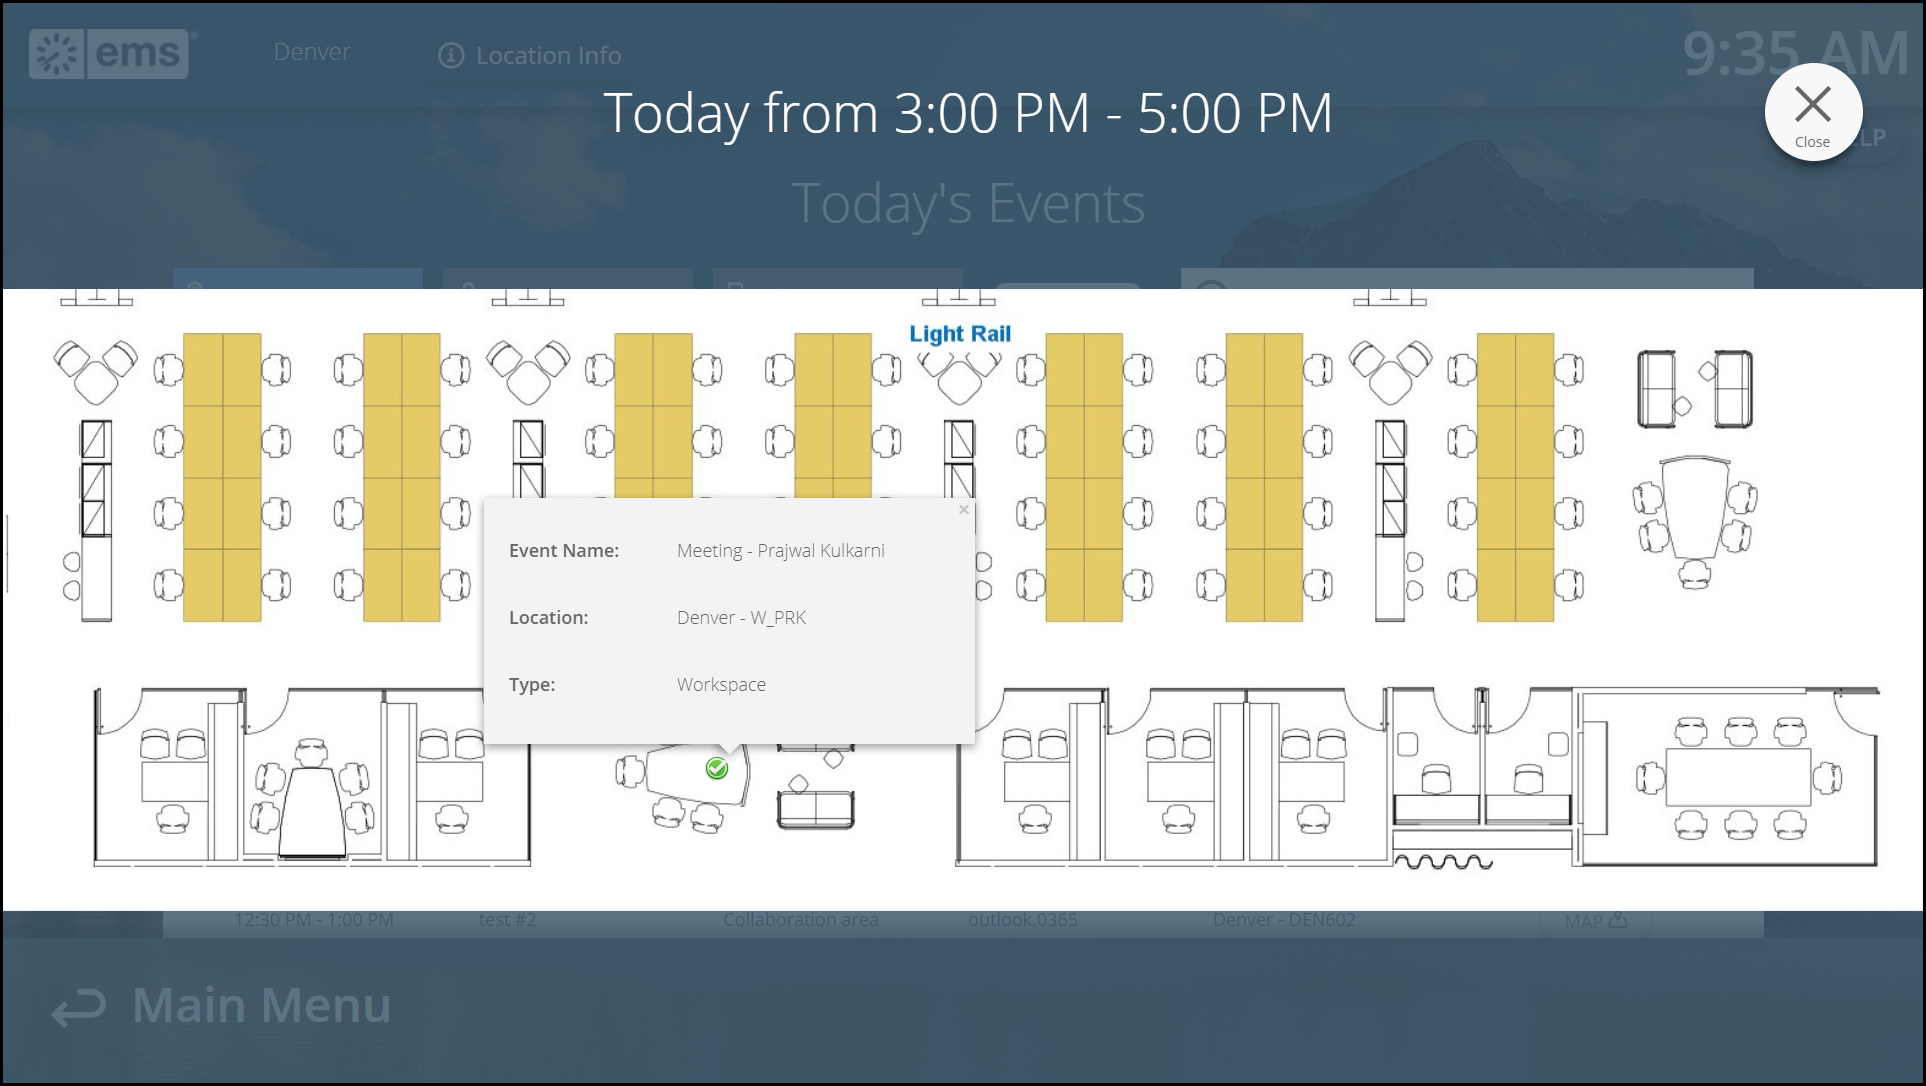 ems
Denver
Location Info
9:35 AM
Today from 3:00 PM - 5:00 PM
Close
Today's Events
Light Rail
Event Name: Meeting - Prajwal Kulkarni
Location: Denver - W_PRK
Type: Workspace
12:30 PM - 1:00 PM test #2 Collaboration area outlook.0365 Denver - DEN602 MAP
Main Menu